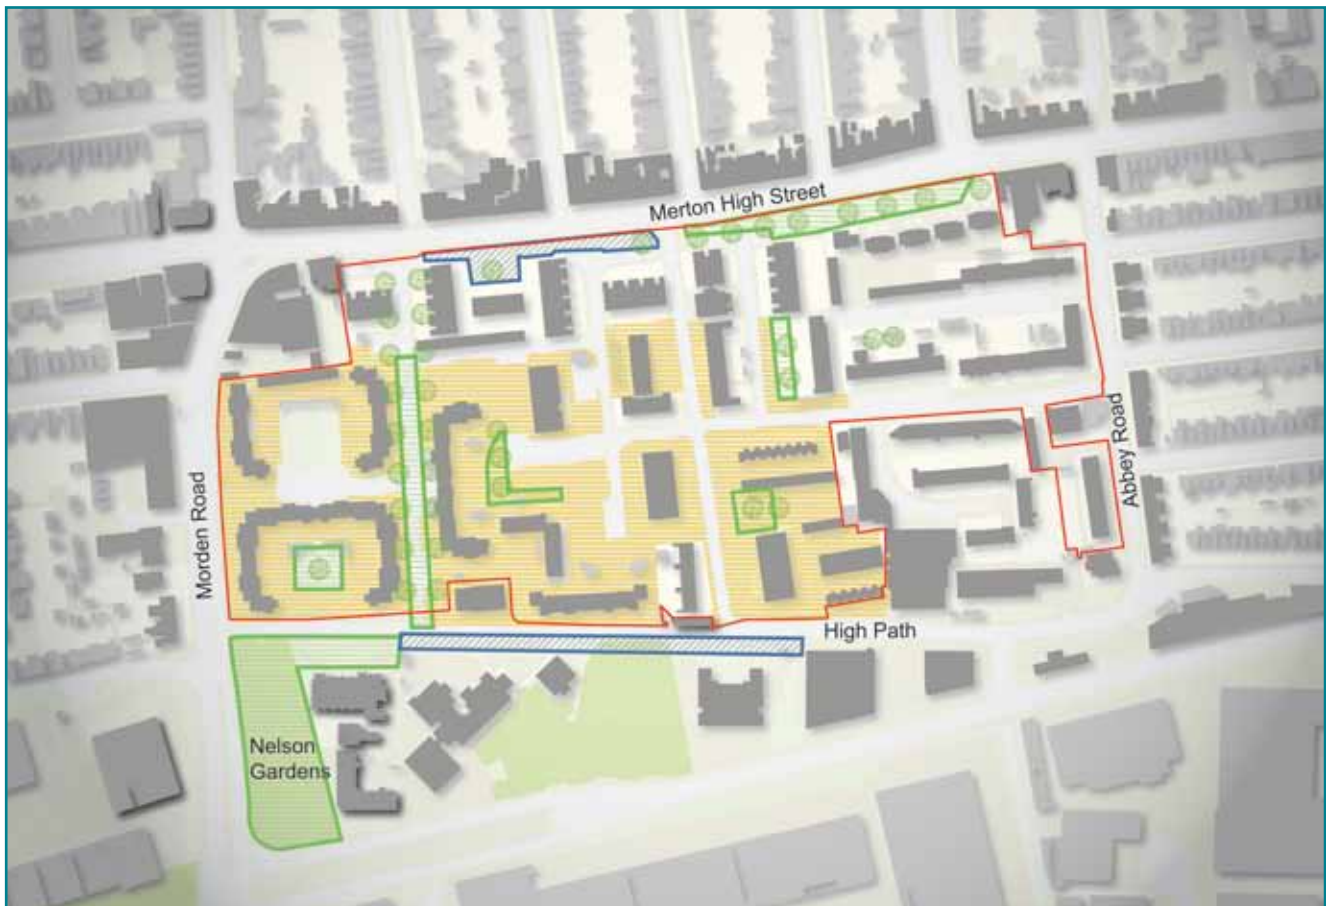 Merton High Street
Morden Road
Abbey Road
High Path
Nelson
Gardens